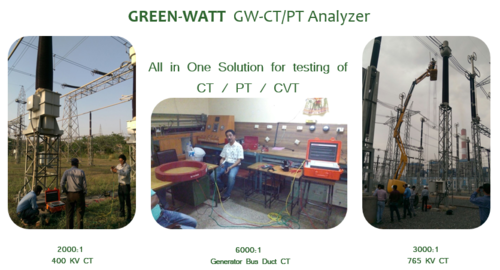 GREEN-WATT GW-CT/PT Analyzer
All in One Solution for testing of
CT / PT / CVT
2000:1
400 KV CT
6000:1
Generator Bus Duct CT
3000:1
765 KV CT